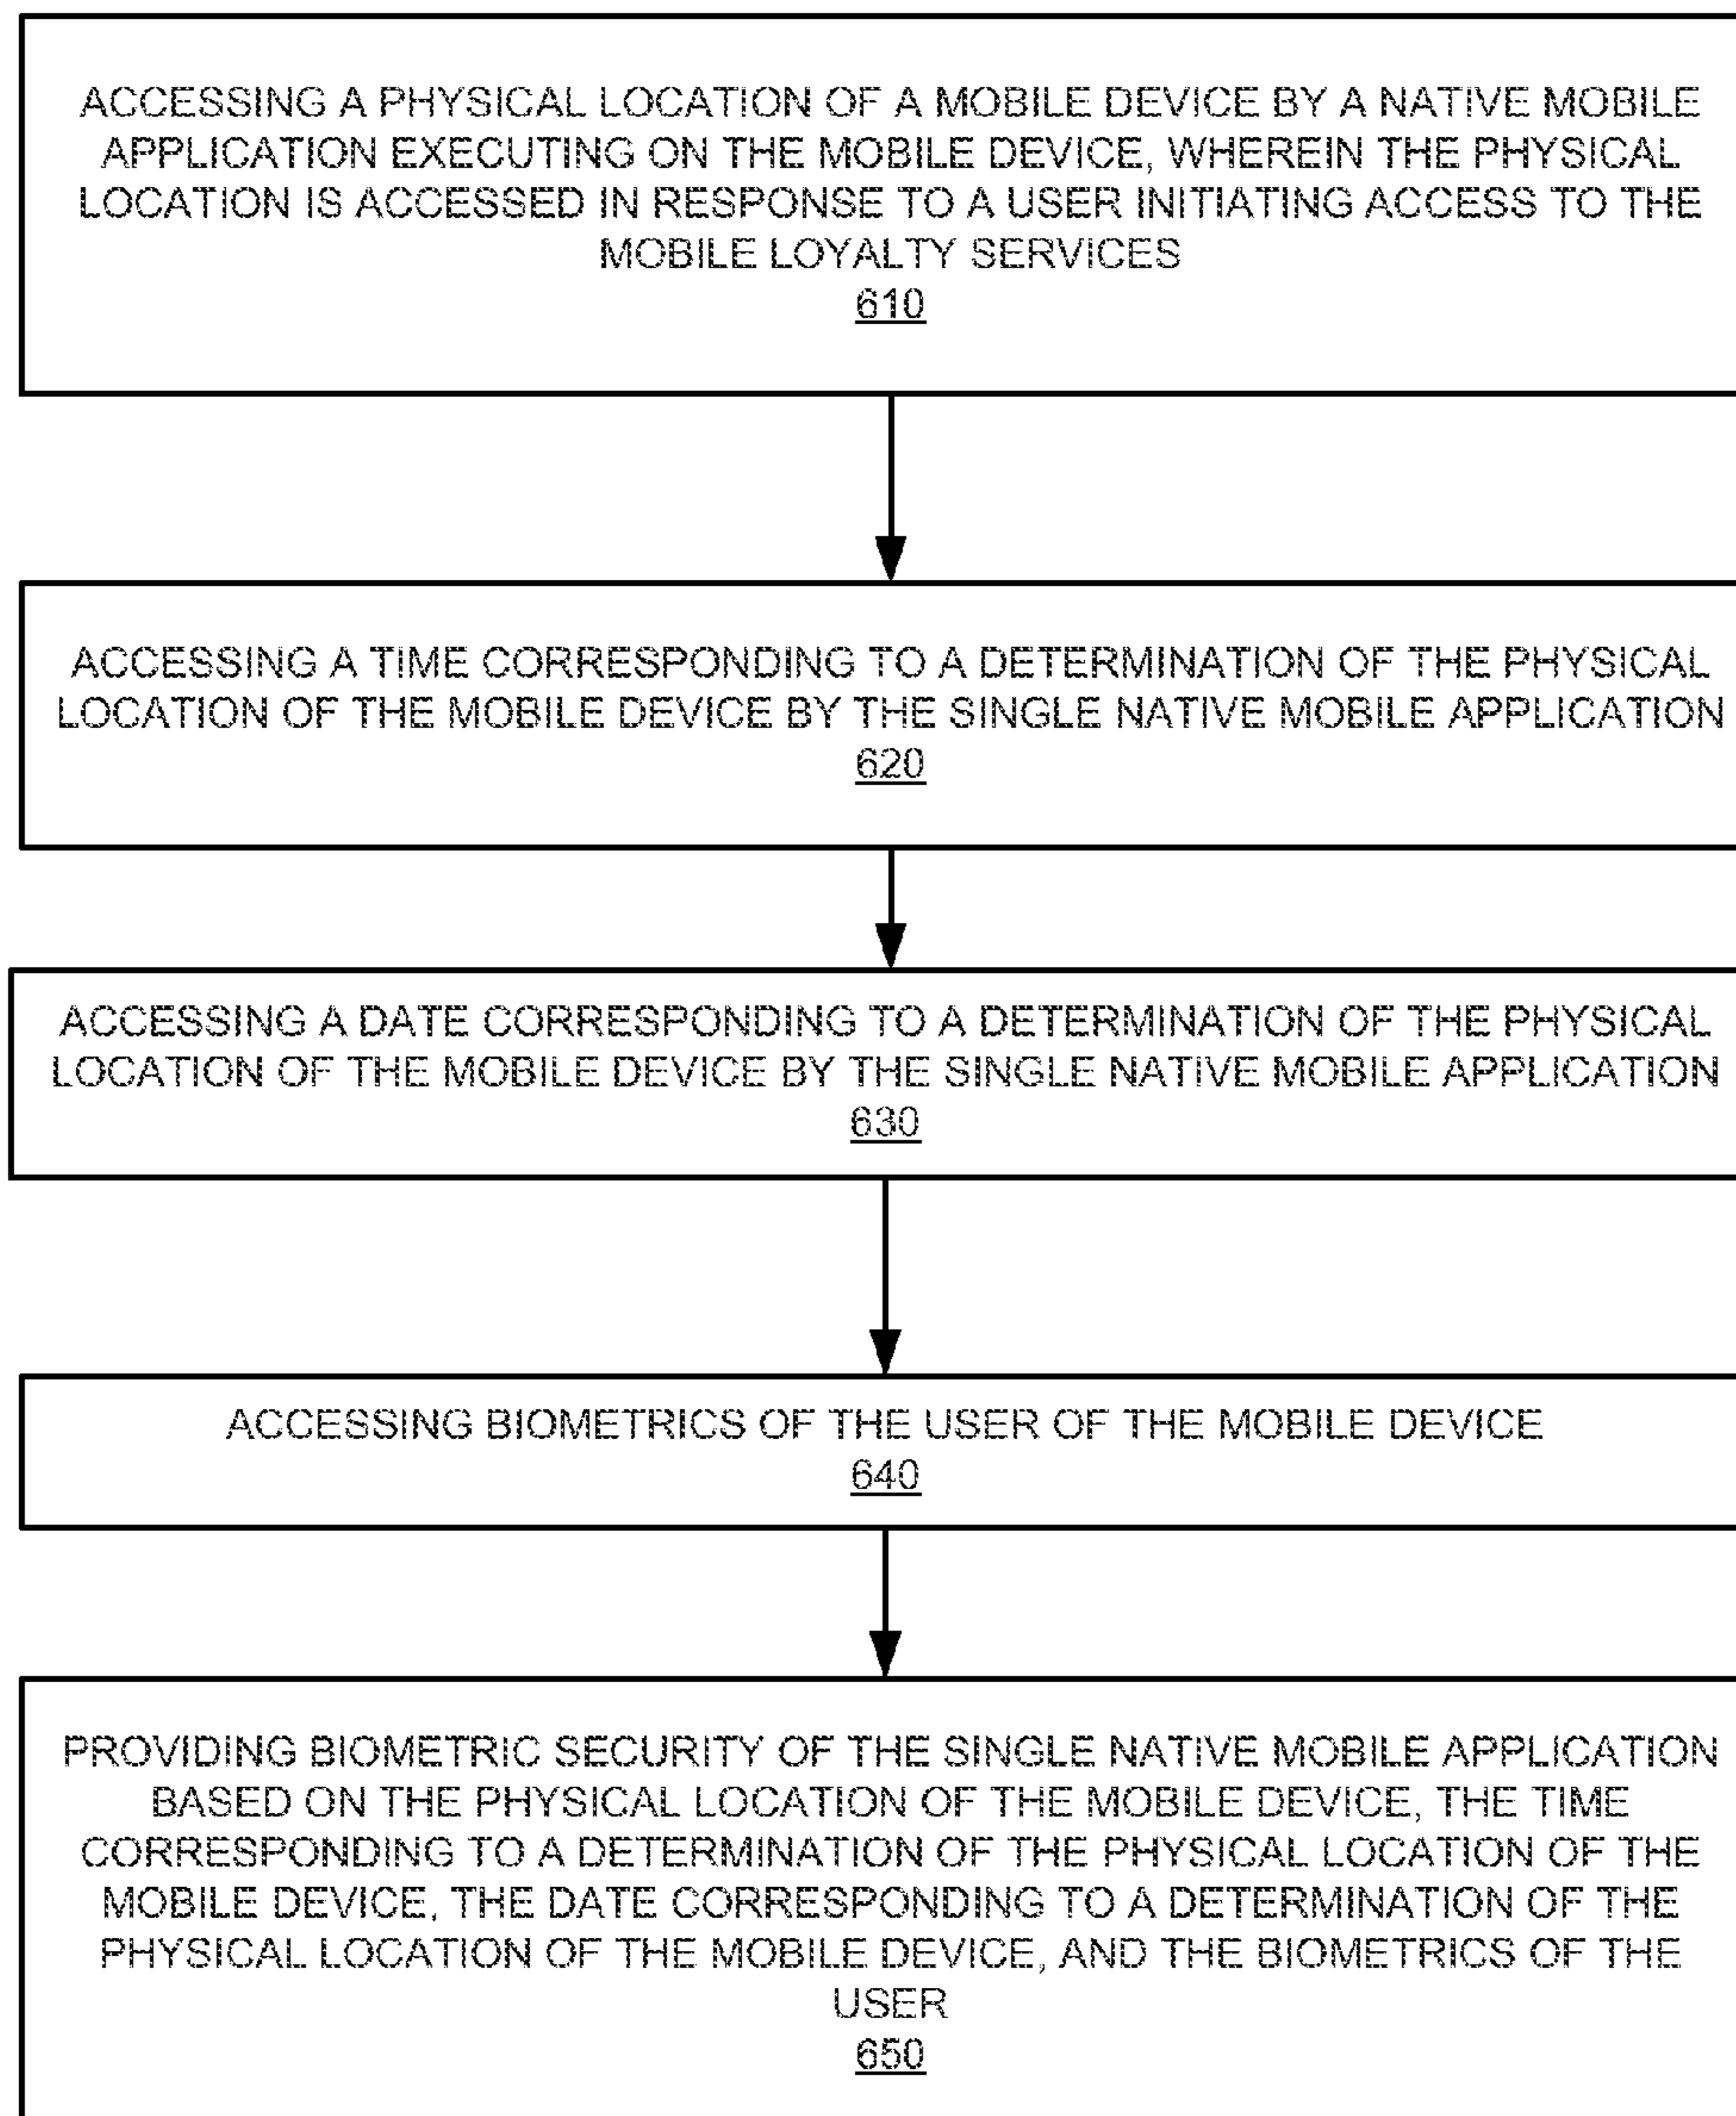 ACCESSING A PHYSICAL LOCATION OF A MOBILE DEVICE BY A NATIVE MOBILE
APPLICATION EXECUTING ON THE MOBILE DEVICE, WHEREIN THE PHYSICAL
LOCATION IS ACCESSED IN RESPONSE TO A USER INITIATING ACCESS TO THE
MOBILE LOYALTY SERVICES
610
ACCESSING A TIME CORRESPONDING TO A DETERMINATION OF THE PHYSICAL
LOCATION OF THE MOBILE DEVICE BY THE SINGLE NATIVE MOBILE APPLICATION
620
ACCESSING A DATE CORRESPONDING TO A DETERMINATION OF THE PHYSICAL
LOCATION OF THE MOBILE DEVICE BY THE SINGLE NATIVE MOBILE APPLICATION
630
ACCESSING BIOMETRICS OF THE USER OF THE MOBILE DEVICE
640
PROVIDING BIOMETRIC SECURITY OF THE SINGLE NATIVE MOBILE APPLICATION
BASED ON THE PHYSICAL LOCATION OF THE MOBILE DEVICE, THE TIME
CORRESPONDING TO A DETERMINATION OF THE PHYSICAL LOCATION OF THE
MOBILE DEVICE, THE DATE CORRESPONDING TO A DETERMINATION OF THE
PHYSICAL LOCATION OF THE MOBILE DEVICE, AND THE BIOMETRICS OF THE
USER
650